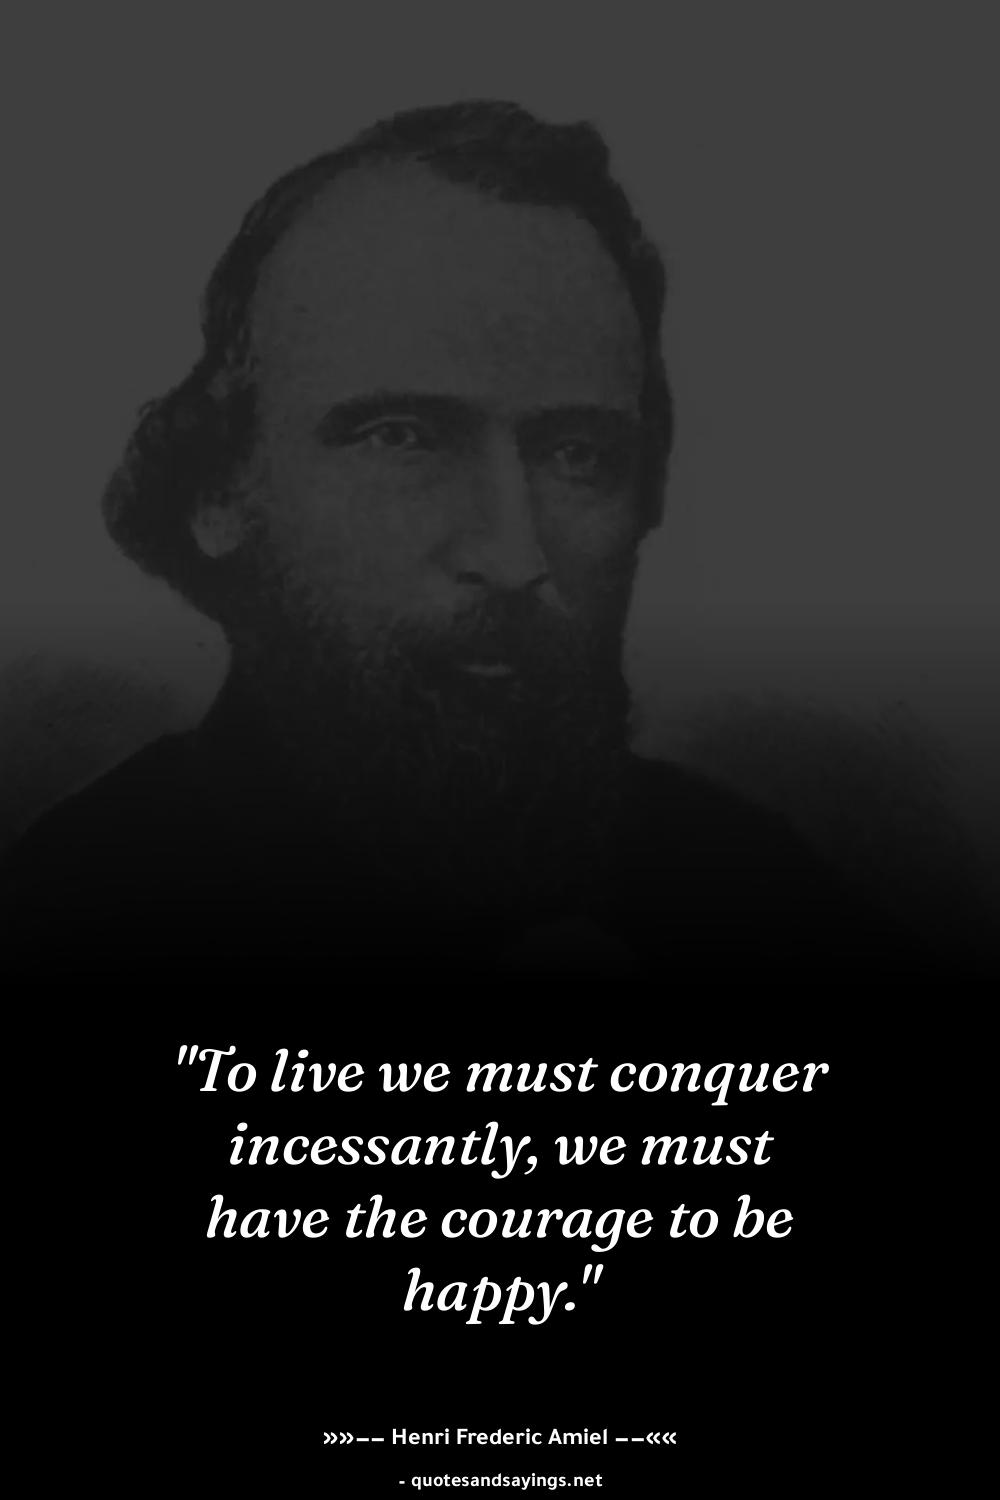 "To live we must conquer
incessantly, we must
have the courage to be
happy."
»»–– Henri Frederic Amiel ––««
- quotesandsayings.net